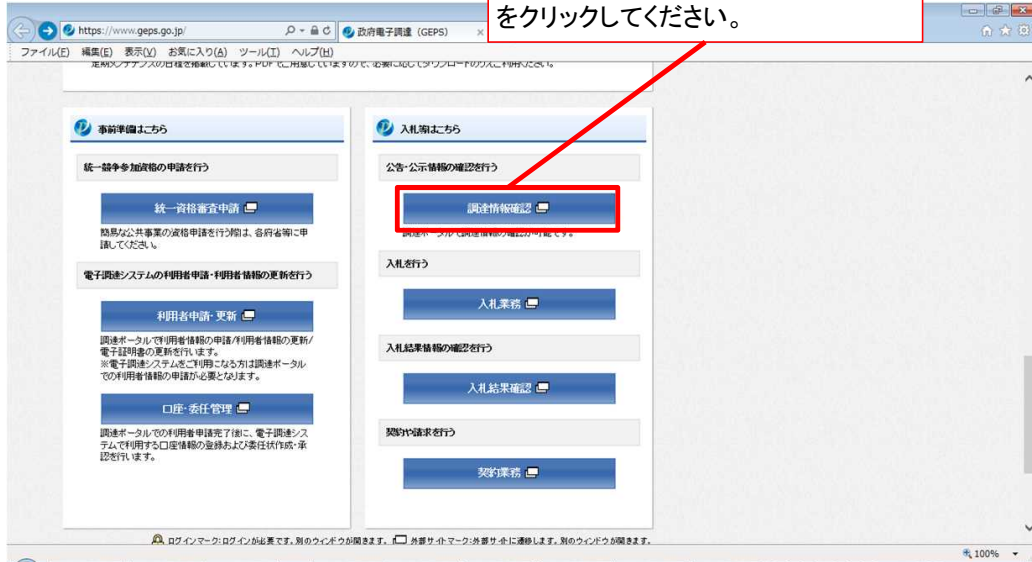 をクリックしてください。
https://www.geps.go.jp/
政府電子調達（GEPS）
ファイル(F) 編集(E) 表示(V) お気に入り(A) ツール(T) ヘルプ(H)
事前準備はこちら
統一競争参加資格の申請を行う
統一資格審査申請
簡易な公共事業の資格申請を行う際は、各府省等に申
請してください。
電子調達システムの利用者申請・利用者情報の更新を行う
利用者申請・更新
調達ポータルで利用者情報の申請/利用者情報の更新/
電子証明書の更新を行います。
※電子調達システムをご利用になる方は調達ポータル
での利用者情報の申請が必要となります。
口座・委任管理
調達ポータルでの利用者申請完了後に、電子調達シス
テムで利用する口座情報の登録および委任状作成・承
認を行います。
入札等はこちら
公告・公示情報の確認を行う
調達情報確認
入札を行う
入札業務
入札結果情報の確認を行う
入札結果確認
契約や請求を行う
契約業務
ログインマーク:ログインが必要です。別のウィンドウが開きます。 外部サイトマーク:外部サイトに遷移します。別のウィンドウが開きます。
100%